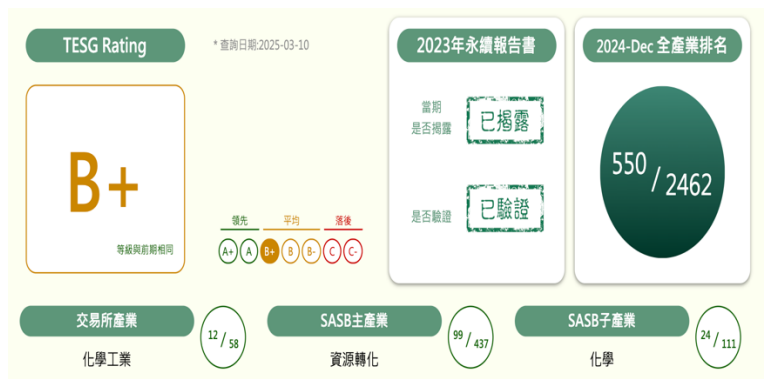 TESG Rating
* 查詢日期:2025-03-10
B+
等級與前期相同
領先 平均 落後
A+ A B+ B B- C C-
2023年永續報告書
當期
是否揭露
已揭露
是否驗證
已驗證
2024-Dec 全產業排名
550 / 2462
交易所產業
化學工業
12 / 58
SASB主產業
資源轉化
99 / 437
SASB子產業
化學
24 / 111